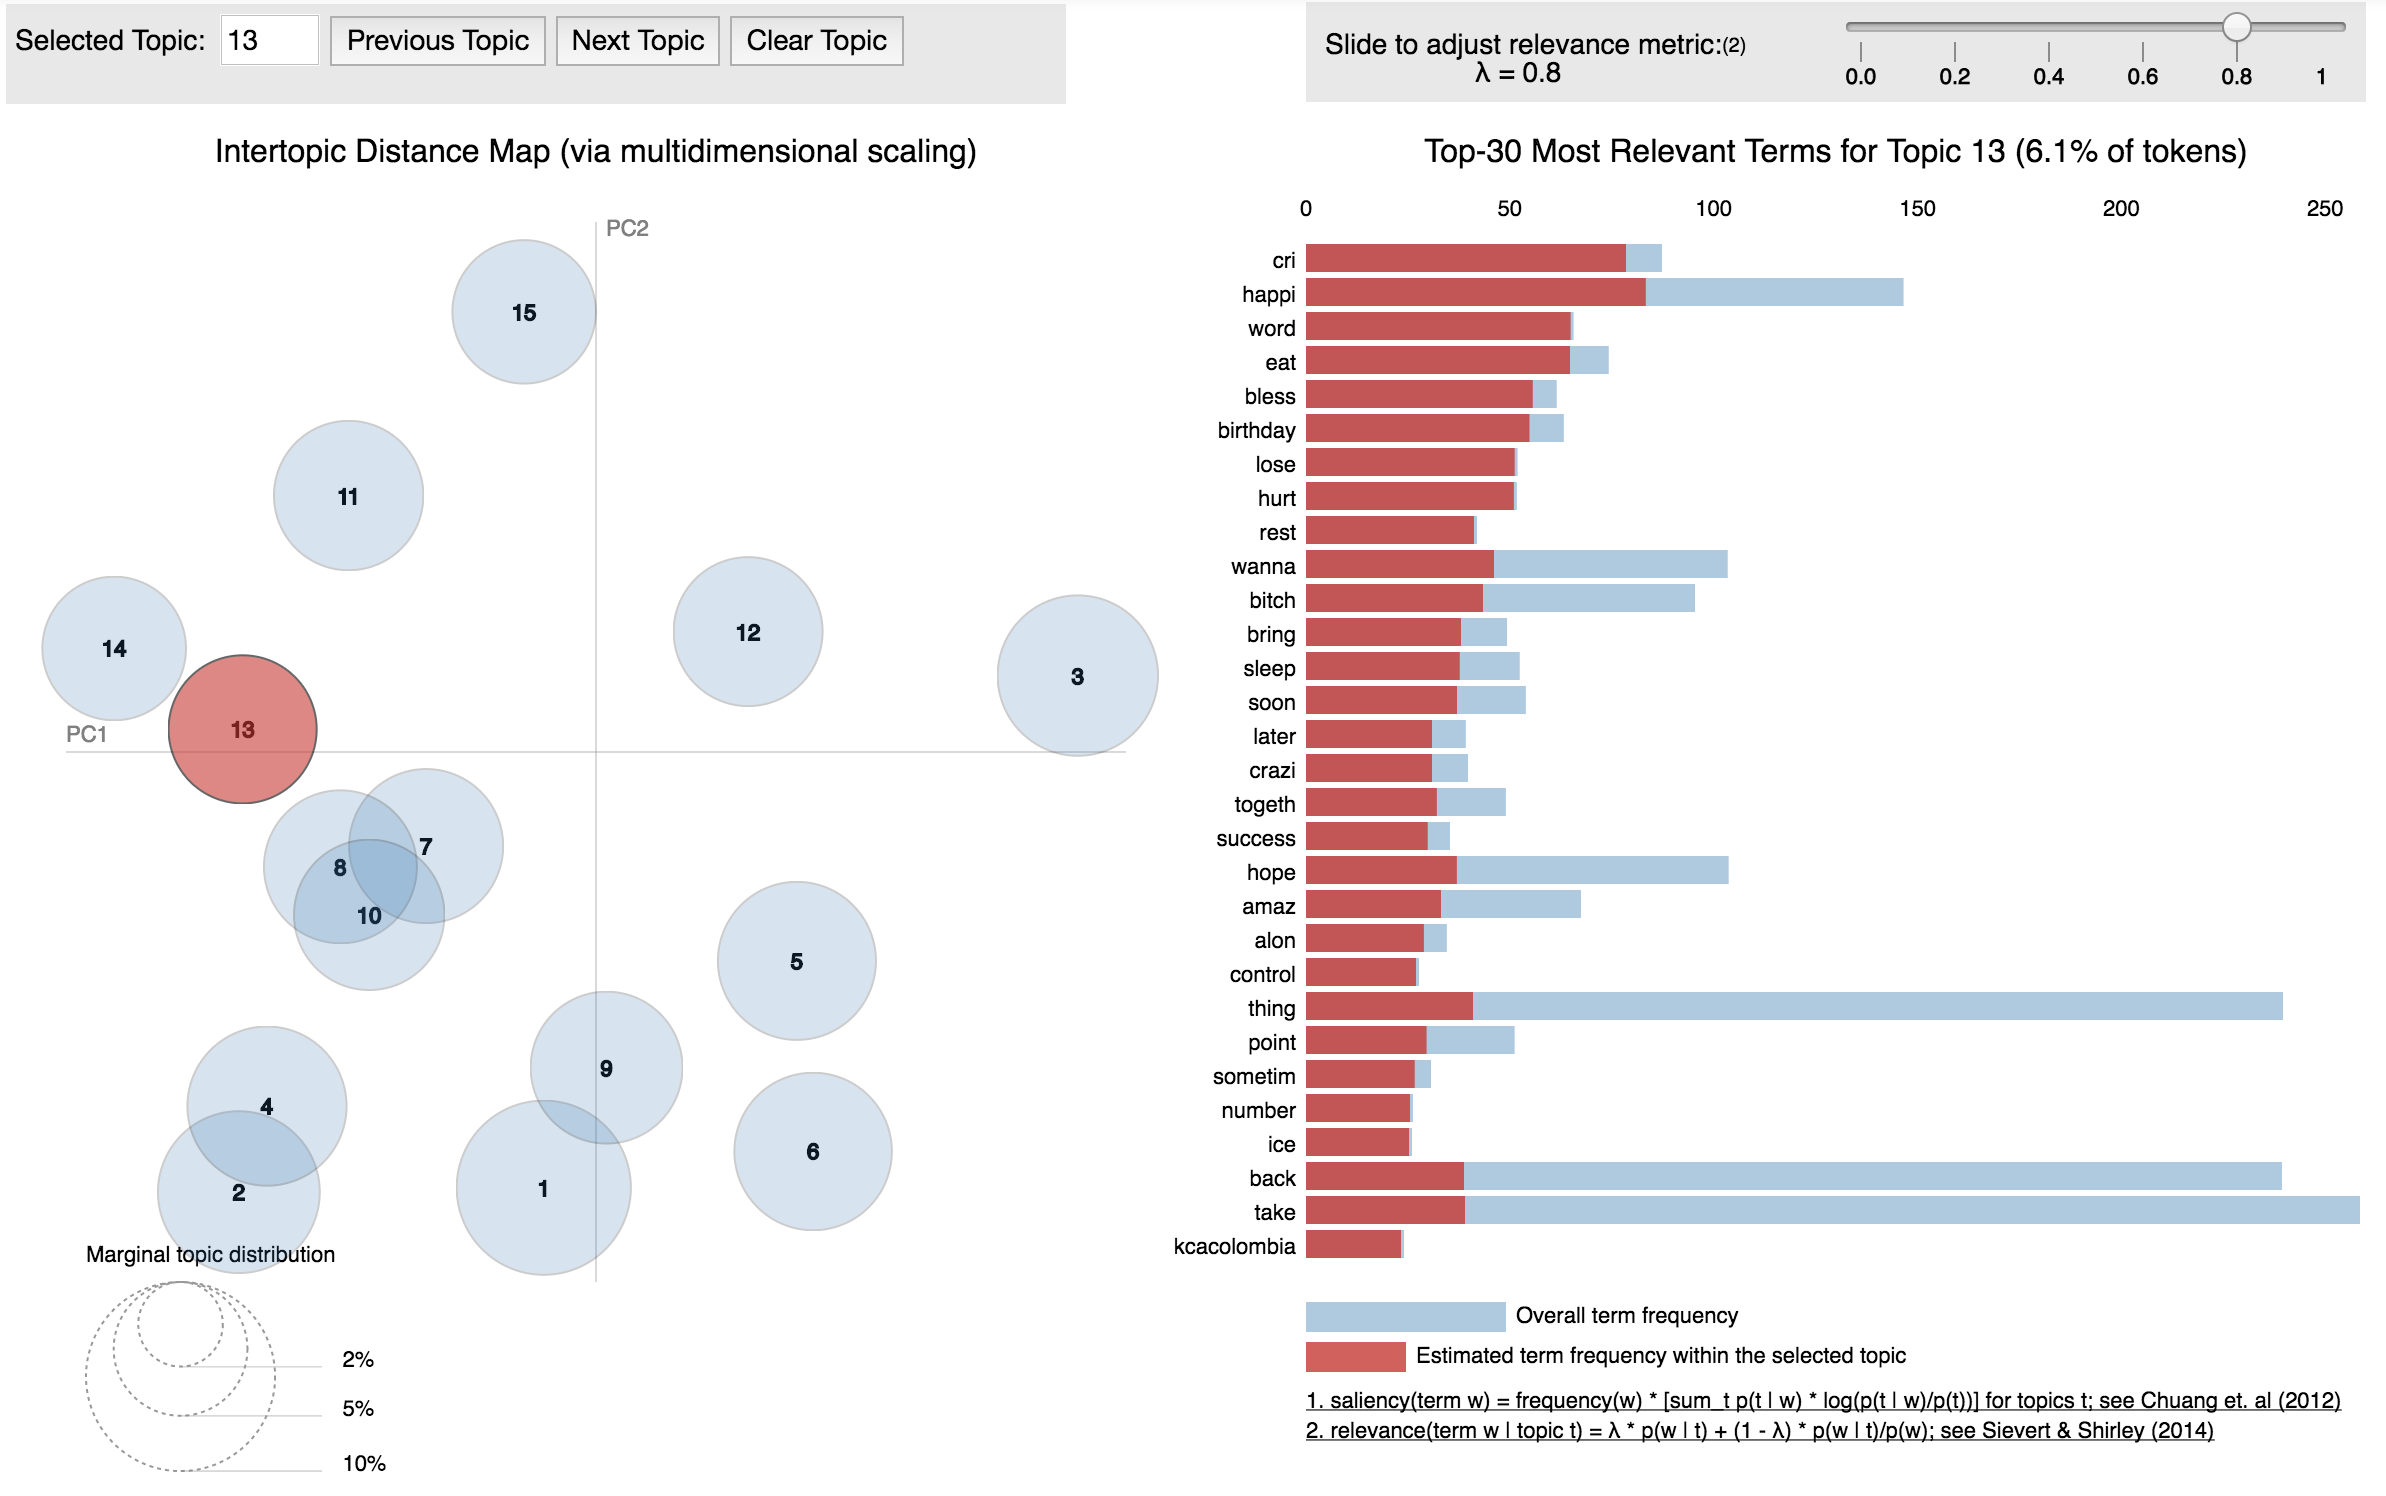 Selected Topic: 13 Previous Topic Next Topic Clear Topic
Slide to adjust relevance metric:(2)
λ = 0.8
0.0 0.2 0.4 0.6 0.8 1
Intertopic Distance Map (via multidimensional scaling)
PC2
15
11
14
12
3
13
PC1
7
8
10
5
9
4
6
2
1
Marginal topic distribution
2%
5%
10%
Top-30 Most Relevant Terms for Topic 13 (6.1% of tokens)
0 50 100 150 200 250
cri
happi
word
eat
bless
birthday
lose
hurt
rest
wanna
bitch
bring
sleep
soon
later
crazi
togeth
success
hope
amaz
alon
control
thing
point
sometim
number
ice
back
take
kcacolombia
Overall term frequency
Estimated term frequency within the selected topic
1. saliency(term w) = frequency(w) * [sum_t p(t | w) * log(p(t | w)/p(t))] for topics t; see Chuang et. al (2012)
2. relevance(term w | topic t) = λ * p(w | t) + (1 - λ) * p(w | t)/p(w); see Sievert & Shirley (2014)